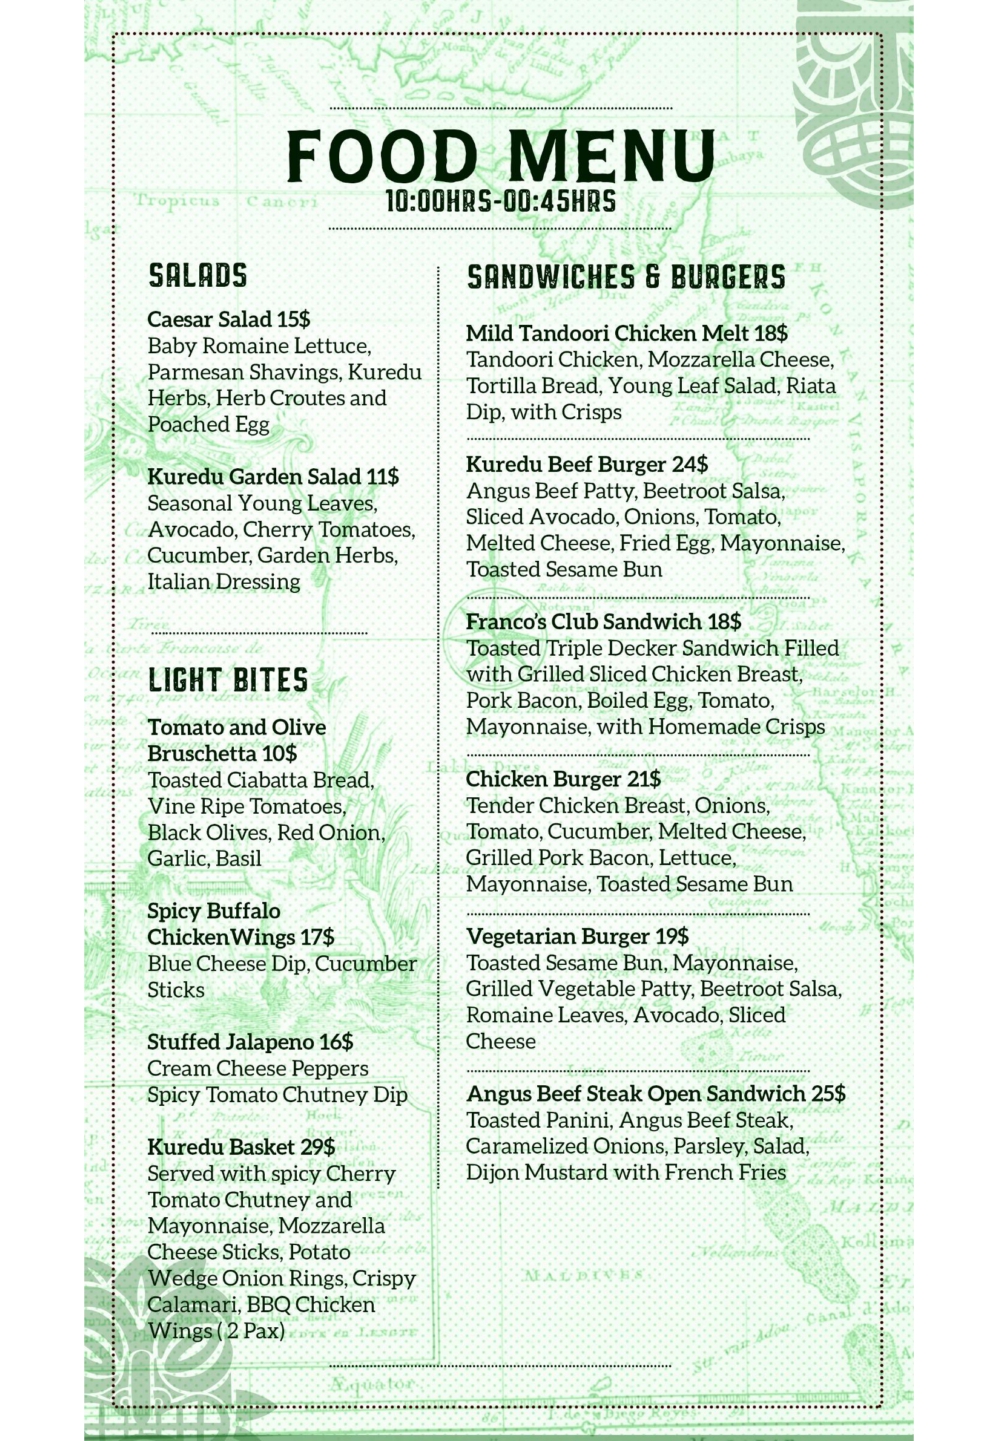 FOOD MENU
10:00HRS-00:45HRS
SALADS
Caesar Salad 15$
Baby Romaine Lettuce,
Parmesan Shavings, Kuredu
Herbs, Herb Croutes and
Poached Egg
Kuredu Garden Salad 11$
Seasonal Young Leaves,
Avocado, Cherry Tomatoes,
Cucumber, Garden Herbs,
Italian Dressing
LIGHT BITES
Tomato and Olive
Bruschetta 10$
Toasted Ciabatta Bread,
Vine Ripe Tomatoes,
Black Olives, Red Onion,
Garlic, Basil
Spicy Buffalo
ChickenWings 17$
Blue Cheese Dip, Cucumber
Sticks
Stuffed Jalapeno 16$
Cream Cheese Peppers
Spicy Tomato Chutney Dip
Kuredu Basket 29$
Served with spicy Cherry
Tomato Chutney and
Mayonnaise, Mozzarella
Cheese Sticks, Potato
Wedge Onion Rings, Crispy
Calamari, BBQ Chicken
Wings ( 2 Pax)
SANDWICHES & BURGERS
Mild Tandoori Chicken Melt 18$
Tandoori Chicken, Mozzarella Cheese,
Tortilla Bread, Young Leaf Salad, Riata
Dip, with Crisps
Kuredu Beef Burger 24$
Angus Beef Patty, Beetroot Salsa,
Sliced Avocado, Onions, Tomato,
Melted Cheese, Fried Egg, Mayonnaise,
Toasted Sesame Bun
Franco's Club Sandwich 18$
Toasted Triple Decker Sandwich Filled
with Grilled Sliced Chicken Breast,
Pork Bacon, Boiled Egg, Tomato,
Mayonnaise, with Homemade Crisps
Chicken Burger 21$
Tender Chicken Breast, Onions,
Tomato, Cucumber, Melted Cheese,
Grilled Pork Bacon, Lettuce,
Mayonnaise, Toasted Sesame Bun
Vegetarian Burger 19$
Toasted Sesame Bun, Mayonnaise,
Grilled Vegetable Patty, Beetroot Salsa,
Romaine Leaves, Avocado, Sliced
Cheese
Angus Beef Steak Open Sandwich 25$
Toasted Panini, Angus Beef Steak,
Caramelized Onions, Parsley, Salad,
Dijon Mustard with French Fries
Tropicus Cancri
MALDIVES
Æquator